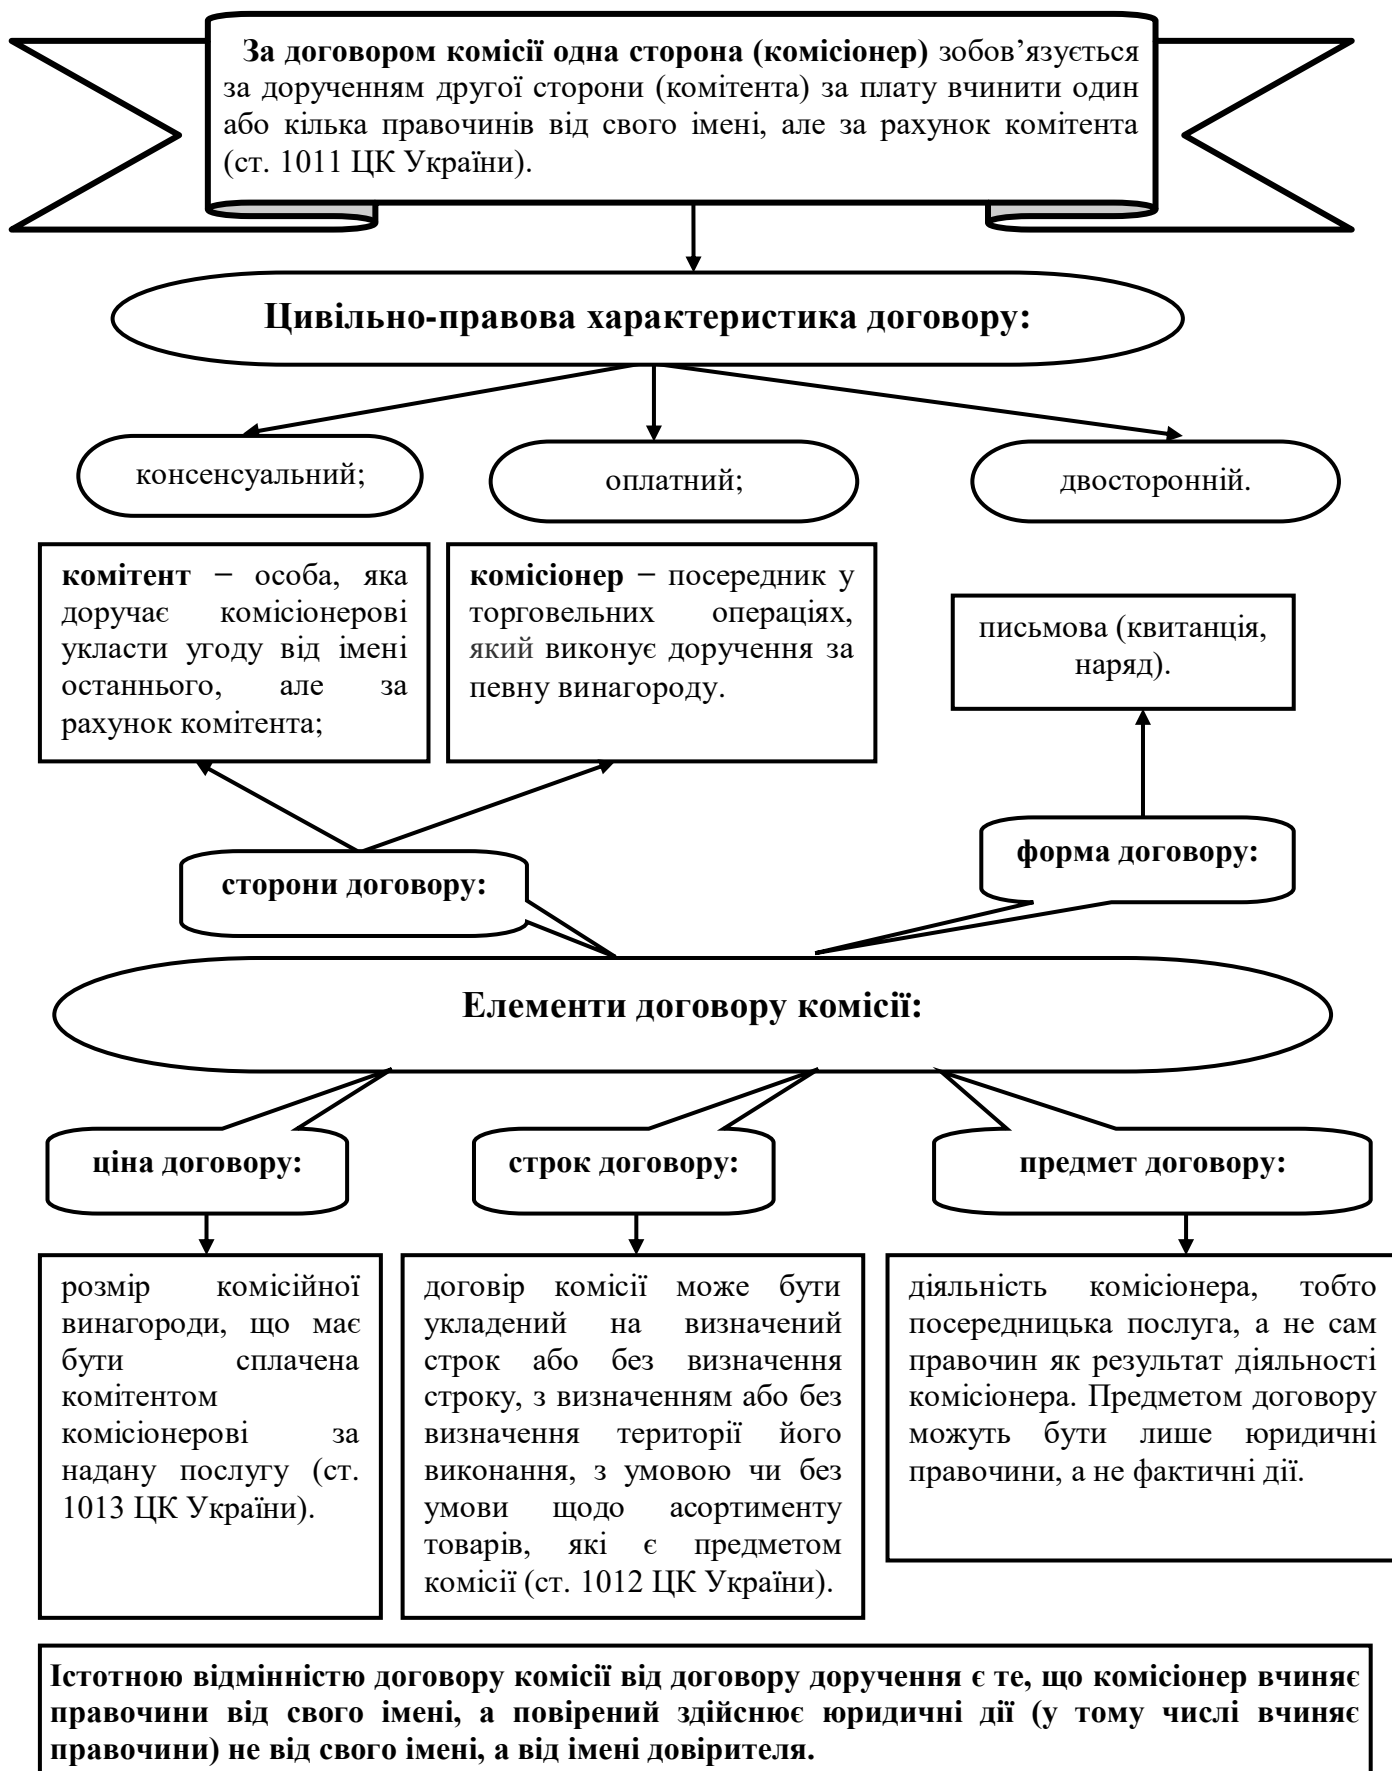 За договором комісії одна сторона (комісіонер) зобов’язується
за дорученням другої сторони (комітента) за плату вчинити один
або кілька правочинів від свого імені, але за рахунок комітента
(ст. 1011 ЦК України).
Цивільно-правова характеристика договору:
консенсуальний;
оплатний;
двосторонній.
комітент − особа, яка
доручає комісіонерові
укласти угоду від імені
останнього, але за
рахунок комітента;
комісіонер − посередник у
торговельних операціях,
який виконує доручення за
певну винагороду.
письмова (квитанція,
наряд).
сторони договору:
форма договору:
Елементи договору комісії:
ціна договору:
строк договору:
предмет договору:
розмір комісійної
винагороди, що має
бути сплачена
комітентом
комісіонерові за
надану послугу (ст.
1013 ЦК України).
договір комісії може бути
укладений на визначений
строк або без визначення
строку, з визначенням або без
визначення території його
виконання, з умовою чи без
умови щодо асортименту
товарів, які є предметом
комісії (ст. 1012 ЦК України).
діяльність комісіонера, тобто
посередницька послуга, а не сам
правочин як результат діяльності
комісіонера. Предметом договору
можуть бути лише юридичні
правочини, а не фактичні дії.
Істотною відмінністю договору комісії від договору доручення є те, що комісіонер вчиняє
правочини від свого імені, а повірений здійснює юридичні дії (у тому числі вчиняє
правочини) не від свого імені, а від імені довірителя.